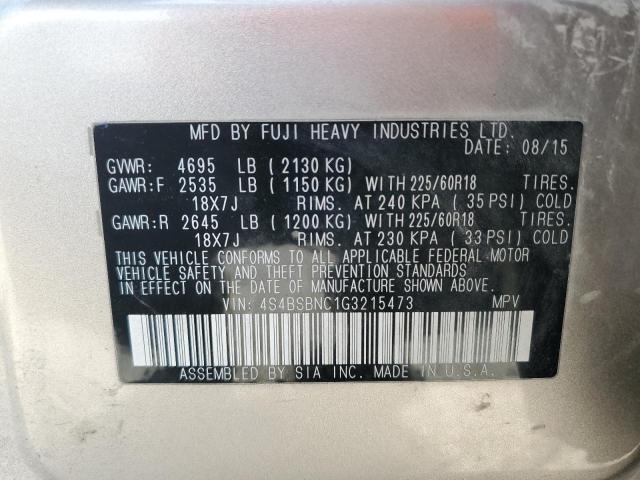 MFD BY FUJI HEAVY INDUSTRIES LTD.
DATE: 08/15
GVWR: 4695 LB ( 2130 KG)
GAWR:F 2535 LB ( 1150 KG) WITH 225/60R18 TIRES.
18X7J RIMS. AT 240 KPA ( 35 PSI) COLD
GAWR:R 2645 LB ( 1200 KG) WITH 225/60R18 TIRES.
18X7J RIMS. AT 230 KPA ( 33 PSI) COLD
THIS VEHICLE CONFORMS TO ALL APPLICABLE FEDERAL MOTOR
VEHICLE SAFETY AND THEFT PREVENTION STANDARDS
IN EFFECT ON THE DATE OF MANUFACTURE SHOWN ABOVE.
VIN: 4S4BSBNC1G3215473 MPV
ASSEMBLED BY SIA INC. MADE IN U.S.A.